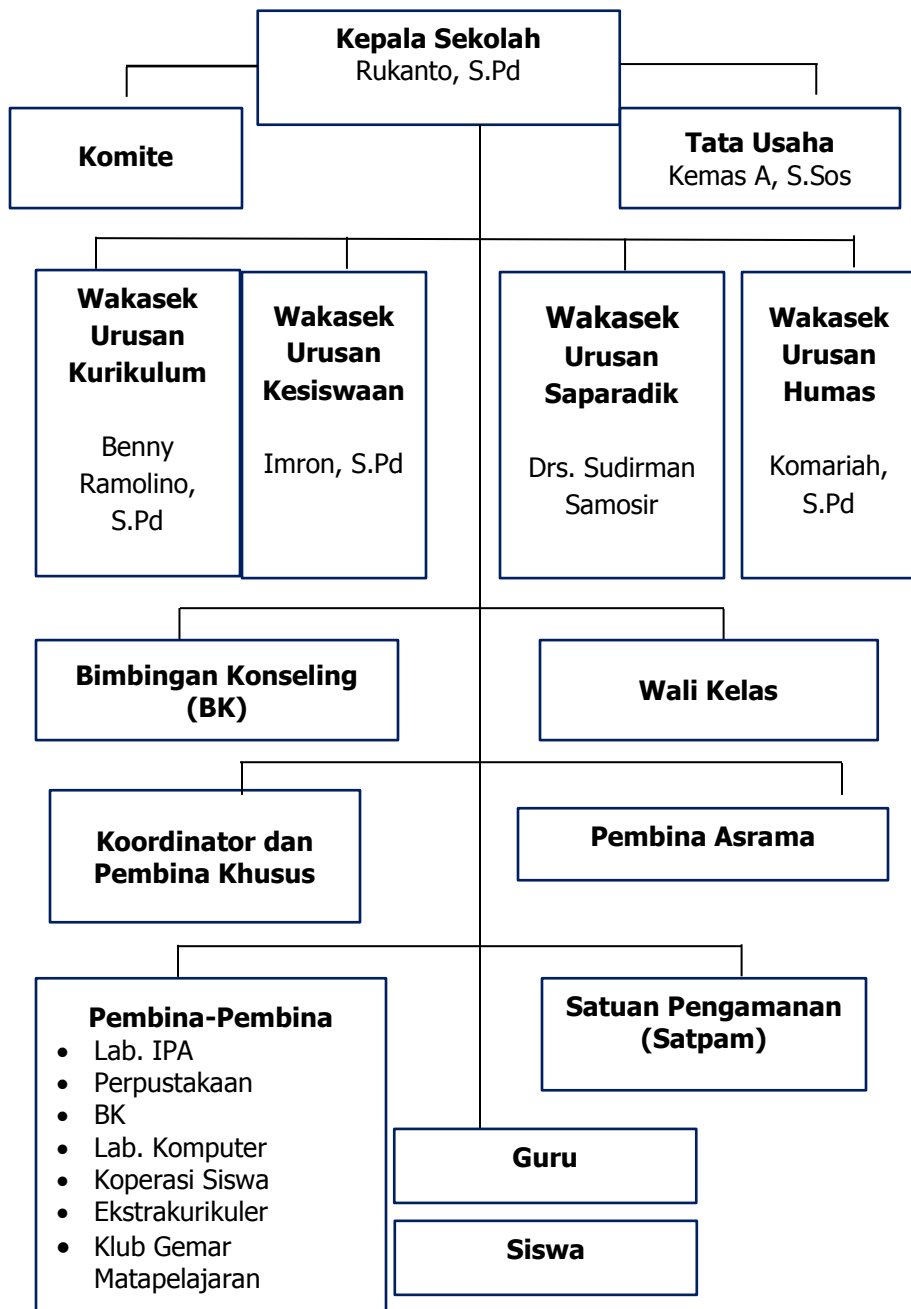 Kepala Sekolah
Rukanto, S.Pd
Komite
Tata Usaha
Kemas A, S.Sos
Wakasek
Urusan
Kurikulum
Benny
Ramolino,
S.Pd
Wakasek
Urusan
Kesiswaan
Imron, S.Pd
Wakasek
Urusan
Saparadik
Drs. Sudirman
Samosir
Wakasek
Urusan
Humas
Komariah,
S.Pd
Bimbingan Konseling
(BK)
Wali Kelas
Koordinator dan
Pembina Khusus
Pembina Asrama
Pembina-Pembina
• Lab. IPA
• Perpustakaan
• BK
• Lab. Komputer
• Koperasi Siswa
• Ekstrakurikuler
• Klub Gemar
Matapelajaran
Satuan Pengamanan
(Satpam)
Guru
Siswa